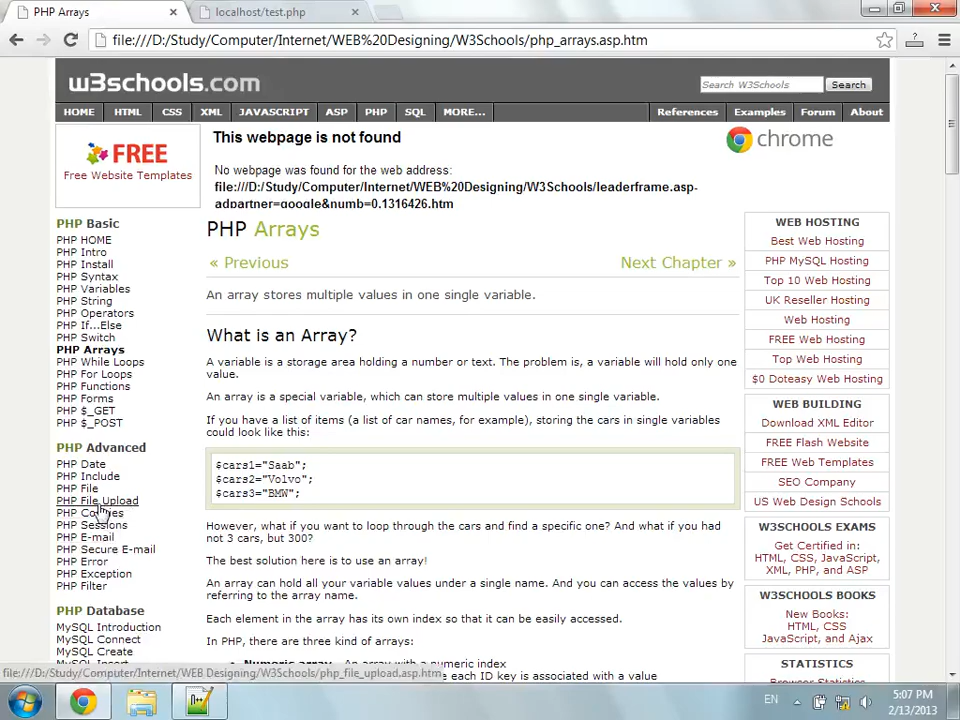 PHP Arrays
localhost/test.php
file:///D:/Study/Computer/Internet/WEB%20Designing/W3Schools/php_arrays.asp.htm
w3schools.com
Search W3Schools
Search
HOME HTML CSS XML JAVASCRIPT ASP PHP SQL MORE... References Examples Forum About
FREE
Free Website Templates
This webpage is not found
No webpage was found for the web address:
file:///D:/Study/Computer/Internet/WEB%20Designing/W3Schools/leaderframe.asp-
adpartner=google&numb=0.1316426.htm
chrome
PHP Basic
PHP HOME
PHP Intro
PHP Install
PHP Syntax
PHP Variables
PHP String
PHP Operators
PHP If...Else
PHP Switch
PHP Arrays
PHP While Loops
PHP For Loops
PHP Functions
PHP Forms
PHP $_GET
PHP $_POST
PHP Advanced
PHP Date
PHP Include
PHP File
PHP File Upload
PHP
PHP Sessions
PHP E-mail
PHP Secure E-mail
PHP Error
PHP Exception
PHP Filter
PHP Database
MySQL Introduction
MySQL Connect
MySQL Create
MySQL Insert
PHP Arrays
« Previous
Next Chapter »
An array stores multiple values in one single variable.
What is an Array?
A variable is a storage area holding a number or text. The problem is, a variable will hold only one
value.
An array is a special variable, which can store multiple values in one single variable.
If you have a list of items (a list of car names, for example), storing the cars in single variables
could look like this:
$cars1="Saab";
$cars2="Volvo";
$cars3="BMW";
However, what if you want to loop through the cars and find a specific one? And what if you had
not 3 cars, but 300?
The best solution here is to use an array!
An array can hold all your variable values under a single name. And you can access the values by
referring to the array name.
Each element in the array has its own index so that it can be easily accessed.
In PHP, there are three kind of arrays:
Numeric array - An array with a numeric index
e each ID key is associated with a value
WEB HOSTING
Best Web Hosting
PHP MySQL Hosting
Top 10 Web Hosting
UK Reseller Hosting
Web Hosting
FREE Web Hosting
Top Web Hosting
$0 Doteasy Web Hosting
WEB BUILDING
Download XML Editor
FREE Flash Website
FREE Web Templates
SEO Company
US Web Design Schools
W3SCHOOLS EXAMS
Get Certified in:
HTML, CSS, JavaScript,
XML, PHP, and ASP
W3SCHOOLS BOOKS
New Books:
HTML, CSS
JavaScript, and Ajax
STATISTICS
Browser Statistics
file:///D:/Study/Computer/Internet/WEB Designing/W3Schools/php_file_upload.asp.htm
EN
5:07 PM
2/13/2013